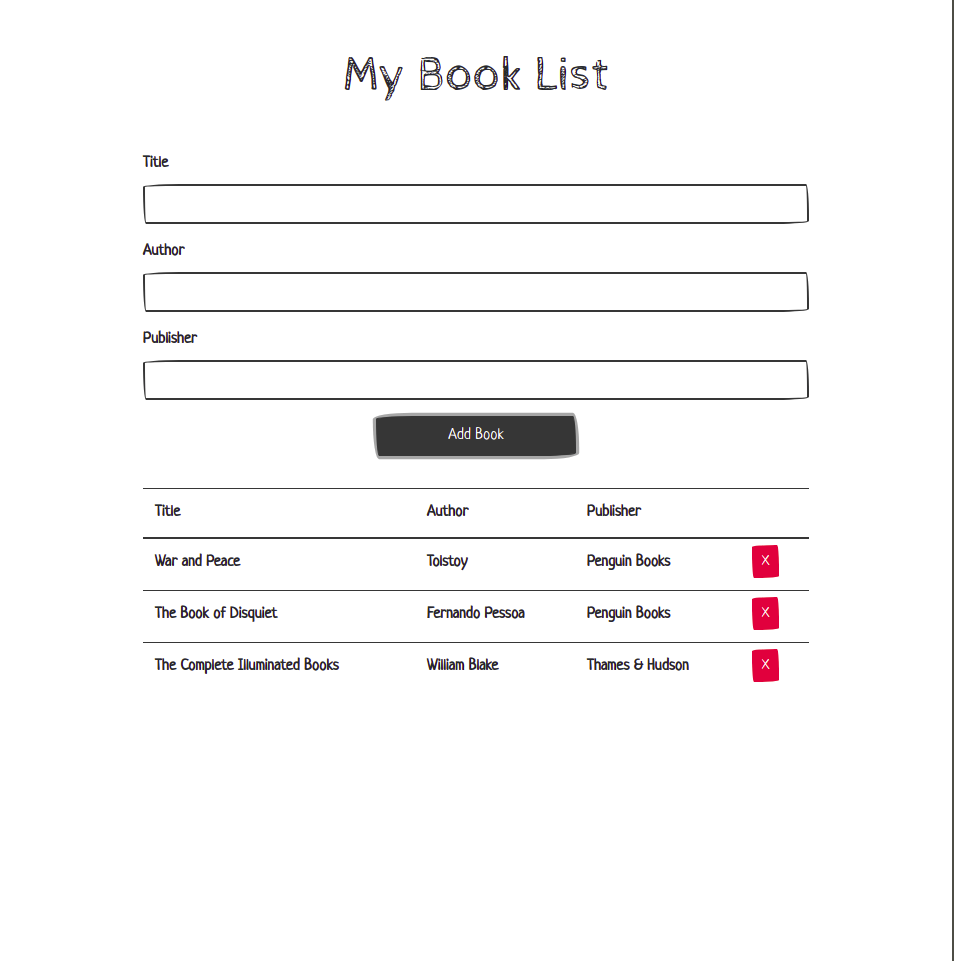 My Book List
Title
Author
Publisher
Add Book
Title Author Publisher
War and Peace Tolstoy Penguin Books X
The Book of Disquiet Fernando Pessoa Penguin Books X
The Complete Illuminated Books William Blake Thames & Hudson X